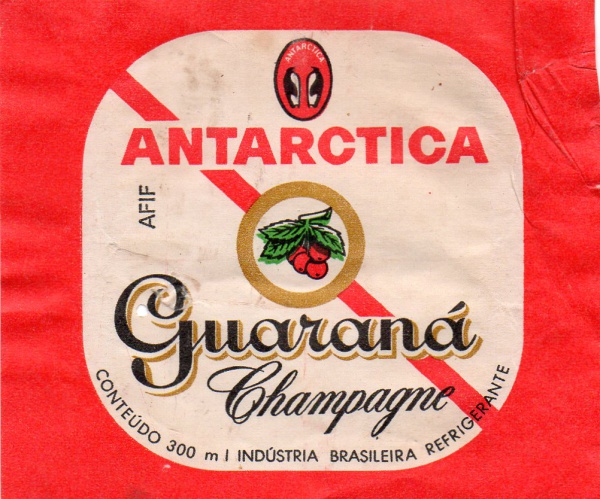 ANTARCTICA
ANTARCTICA
AFIF
Guaraná
Champagne
CONTEÚDO 300 ml INDÚSTRIA BRASILEIRA REFRIGERANTE